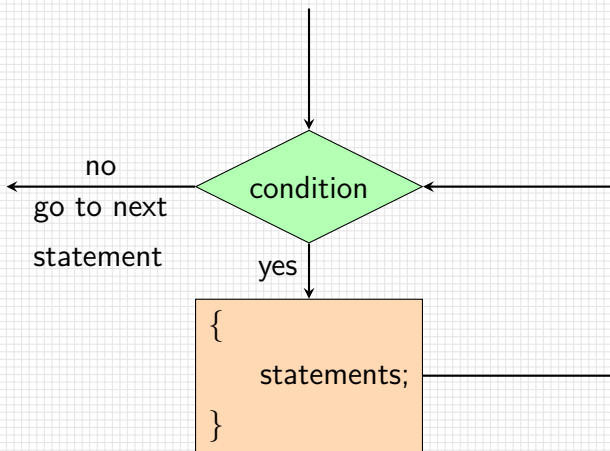 no
condition
go to next
statement
yes
{
statements;
}